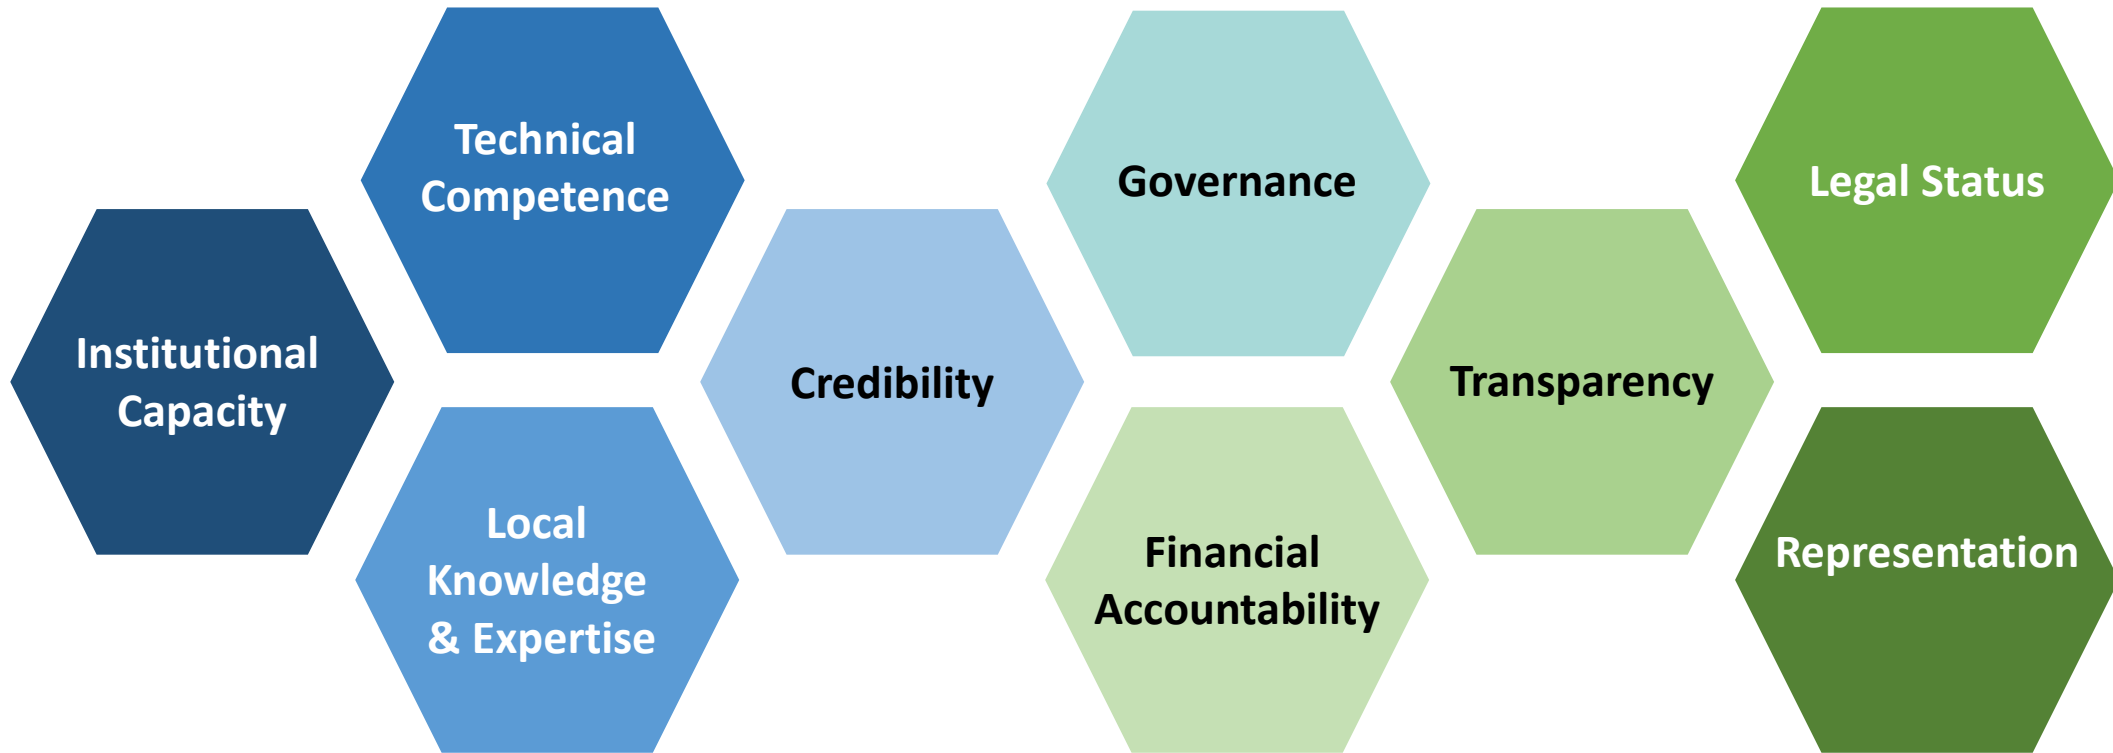 Institutional
Capacity
Technical
Competence
Local
Knowledge
& Expertise
Credibility
Governance
Financial
Accountability
Transparency
Legal Status
Representation